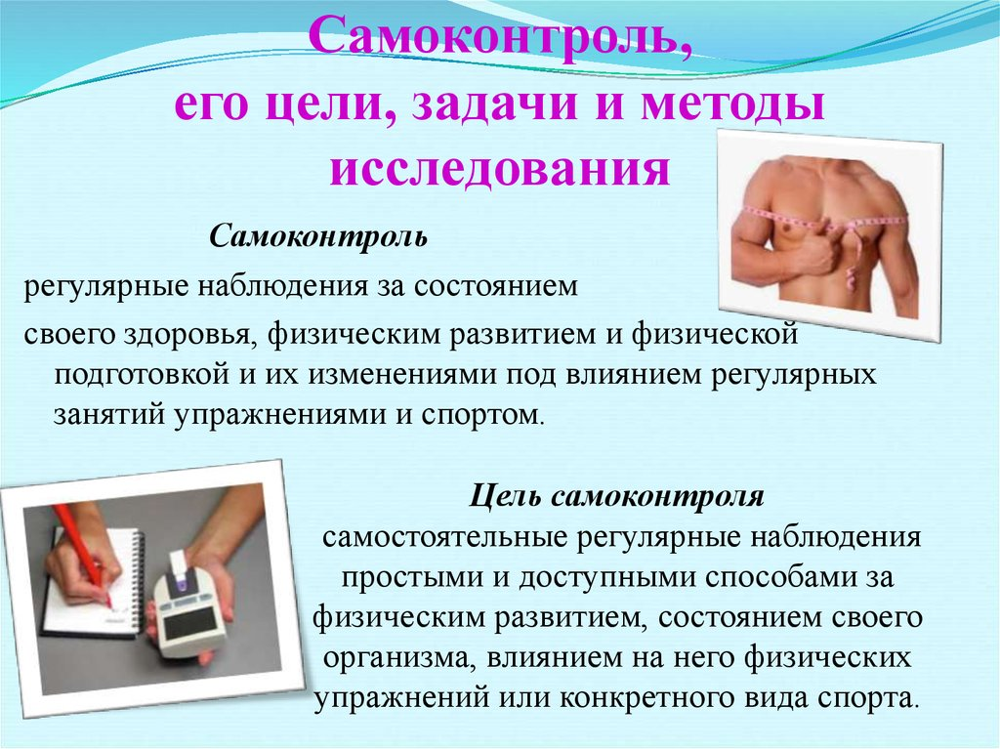 Самоконтроль,
его цели, задачи и методы
исследования
Самоконтроль
регулярные наблюдения за состоянием
своего здоровья, физическим развитием и физической
подготовкой и их изменениями под влиянием регулярных
занятий упражнениями и спортом.
Цель самоконтроля
самостоятельные регулярные наблюдения
простыми и доступными способами за
физическим развитием, состоянием своего
организма, влиянием на него физических
упражнений или конкретного вида спорта.